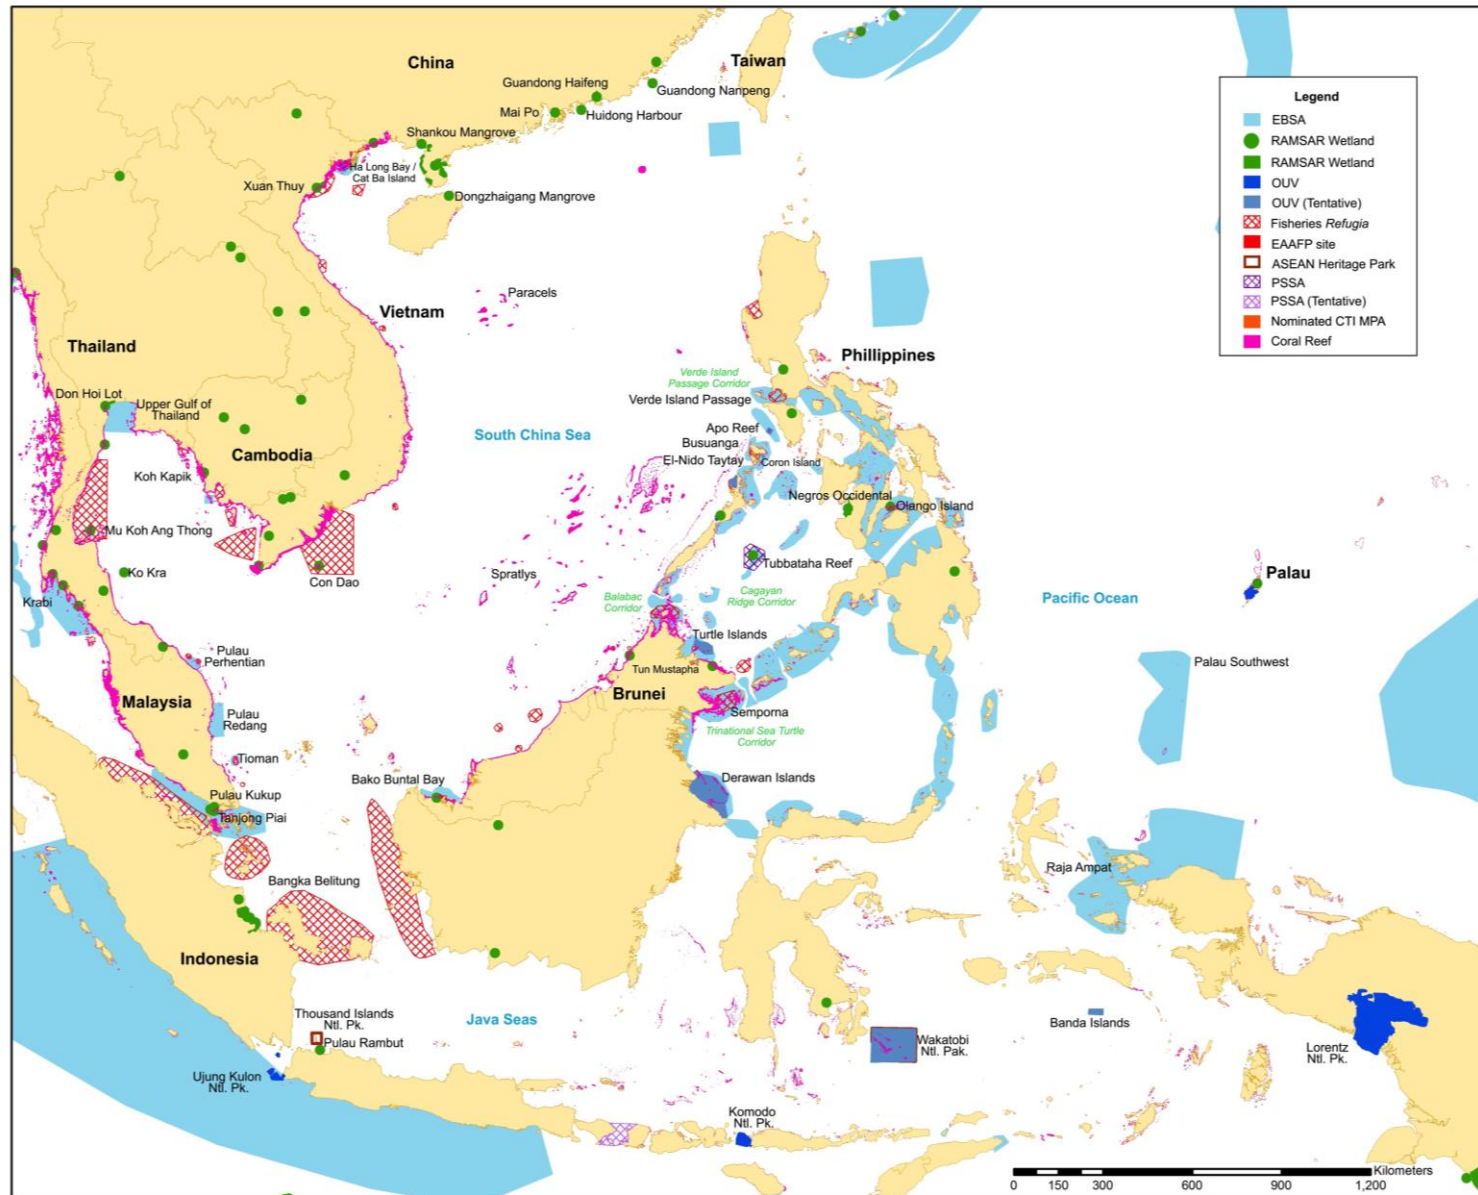 China
Taiwan
Guandong Haifeng
Guandong Nanpeng
Mai Po
Huidong Harbour
Shankou Mangrove
Ha Long Bay /
Cat Ba Island
Xuan Thuy
Dongzhaigang Mangrove
Legend
EBSA
RAMSAR Wetland
RAMSAR Wetland
OUV
OUV (Tentative)
Fisheries Refugia
EAAFP site
ASEAN Heritage Park
PSSA
PSSA (Tentative)
Nominated CTI MPA
Coral Reef
Paracels
Vietnam
Thailand
Phillippines
Verde Island
Passage Corridor
Verde Island Passage
Don Hoi Lot
Upper Gulf of
Thailand
South China Sea
Apo Reef
Busuanga
El-Nido Taytay
Coron Island
Cambodia
Koh Kapik
Negros Occidental
Olango Island
Mu Koh Ang Thong
Ko Kra
Con Dao
Spratlys
Tubbataha Reef
Cagayan
Ridge Corridor
Balabac
Corridor
Palau
Pacific Ocean
Krabi
Turtle Islands
Pulau
Perhentian
Tun Mustapha
Palau Southwest
Malaysia
Brunei
Pulau
Redang
Semporna
Trinational Sea Turtle
Corridor
Tioman
Bako Buntal Bay
Derawan Islands
Pulau Kukup
Tanjong Piai
Raja Ampat
Bangka Belitung
Indonesia
Thousand Islands
Ntl. Pk.
Java Seas
Pulau Rambut
Banda Islands
Wakatobi
Ntl. Pak.
Lorentz
Ntl. Pk.
Ujung Kulon
Ntl. Pk.
Komodo
Ntl. Pk.
Kilometers
0 150 300 600 900 1,200